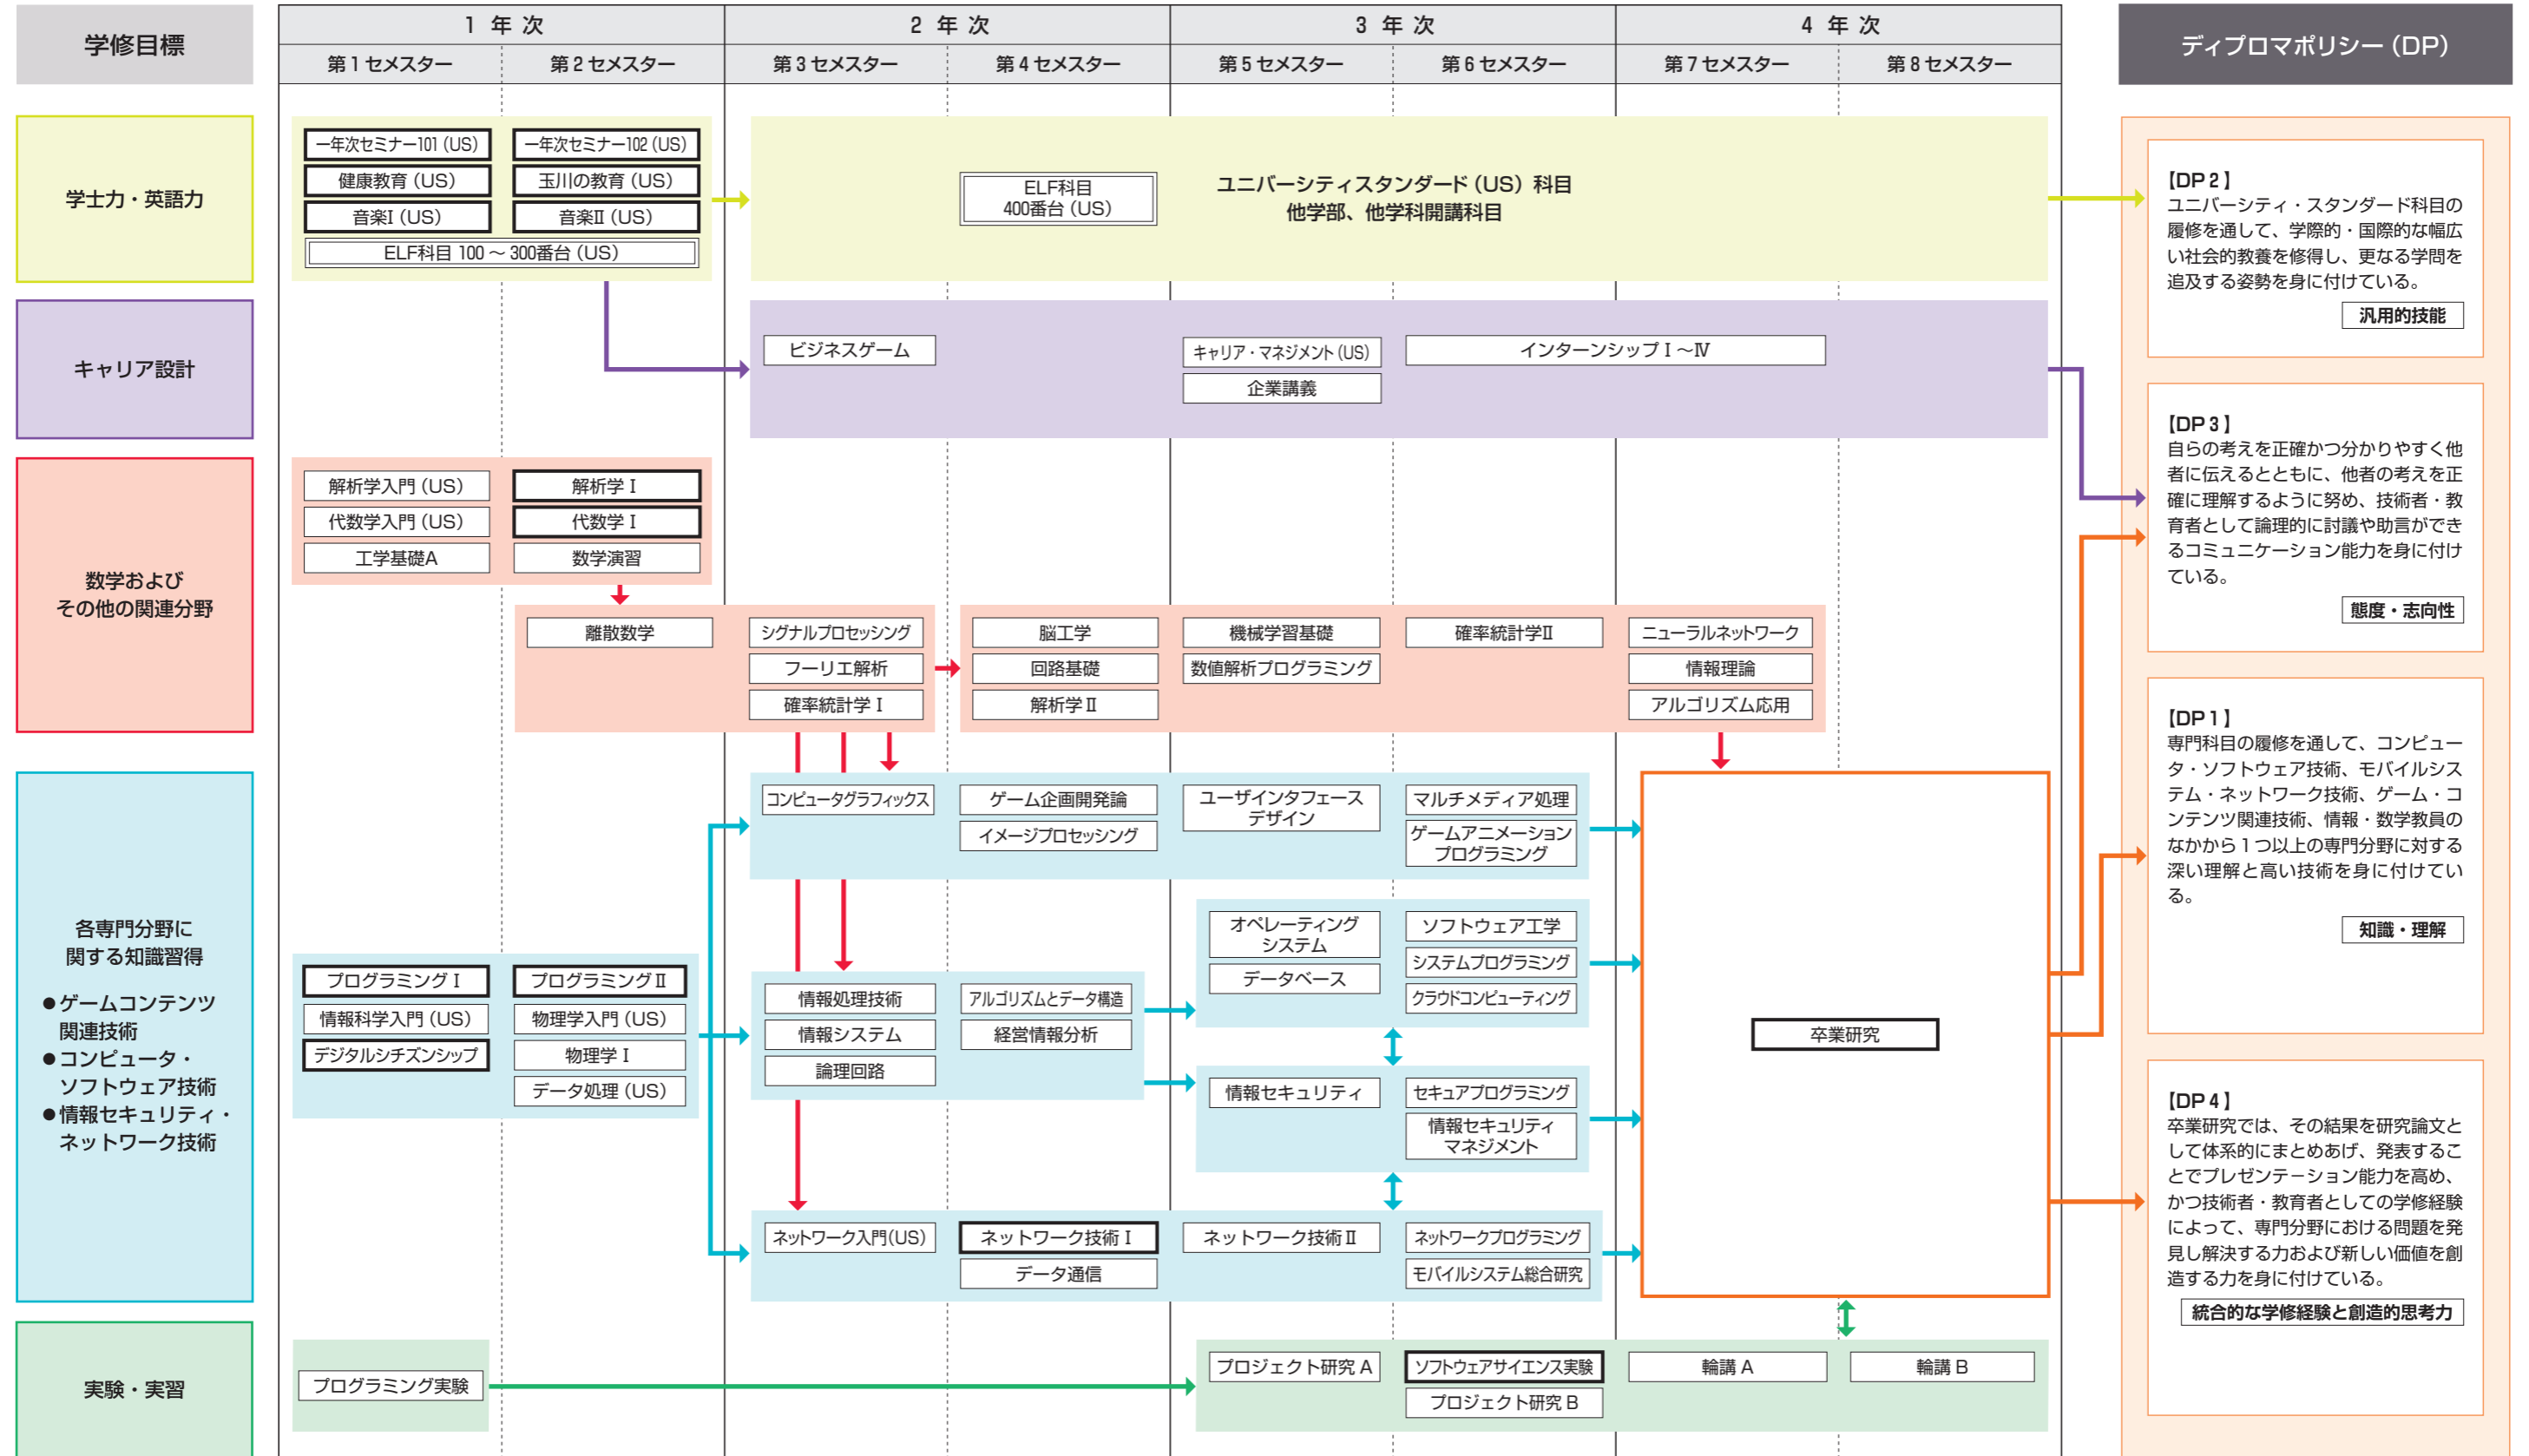 学修目標
1 年 次
2 年 次
3 年 次
4 年 次
第1セメスター
第2セメスター
第3セメスター
第4セメスター
第5セメスター
第6セメスター
第7セメスター
第8セメスター
ディプロマポリシー(DP)
学士力・英語力
一年次セミナー101(US)
一年次セミナー102(US)
健康教育(US)
玉川の教育(US)
音楽Ⅰ(US)
音楽Ⅱ(US)
ELF科目 100 ~ 300番台(US)
ELF科目
400番台(US)
ユニバーシティスタンダード(US)科目
他学部、他学科開講科目
キャリア設計
ビジネスゲーム
キャリア・マネジメント(US)
企業講義
インターンシップⅠ~Ⅳ
数学および
その他の関連分野
解析学入門(US)
解析学Ⅰ
代数学入門(US)
代数学Ⅰ
工学基礎A
数学演習
離散数学
シグナルプロセッシング
フーリエ解析
確率統計学Ⅰ
脳工学
回路基礎
解析学Ⅱ
機械学習基礎
数値解析プログラミング
確率統計学Ⅱ
ニューラルネットワーク
情報理論
アルゴリズム応用
各専門分野に
関する知識習得
●ゲームコンテンツ
関連技術
●コンピュータ・
ソフトウェア技術
●情報セキュリティ・
ネットワーク技術
コンピュータグラフィックス
ゲーム企画開発論
イメージプロセッシング
ユーザインタフェース
デザイン
マルチメディア処理
ゲームアニメーション
プログラミング
プログラミングⅠ
プログラミングⅡ
情報科学入門(US)
物理学入門(US)
デジタルシチズンシップ
物理学Ⅰ
データ処理(US)
情報処理技術
情報システム
論理回路
アルゴリズムとデータ構造
経営情報分析
オペレーティング
システム
データベース
ソフトウェア工学
システムプログラミング
クラウドコンピューティング
情報セキュリティ
セキュアプログラミング
情報セキュリティ
マネジメント
ネットワーク入門(US)
ネットワーク技術Ⅰ
データ通信
ネットワーク技術Ⅱ
ネットワークプログラミング
モバイルシステム総合研究
卒業研究
実験・実習
プログラミング実験
プロジェクト研究 A
ソフトウェアサイエンス実験
プロジェクト研究 B
輪講 A
輪講 B
【DP2】
ユニバーシティ・スタンダード科目の
履修を通して、学際的・国際的な幅広
い社会的教養を修得し、更なる学問を
追及する姿勢を身に付けている。
汎用的技能
【DP3】
自らの考えを正確かつ分かりやすく他
者に伝えるとともに、他者の考えを正
確に理解するように努め、技術者・教
育者として論理的に討議や助言ができ
るコミュニケーション能力を身に付け
ている。
態度・志向性
【DP1】
専門科目の履修を通して、コンピュー
タ・ソフトウェア技術、モバイルシス
テム・ネットワーク技術、ゲーム・コ
ンテンツ関連技術、情報・数学教員の
なかから1つ以上の専門分野に対する
深い理解と高い技術を身に付けてい
る。
知識・理解
【DP4】
卒業研究では、その結果を研究論文と
して体系的にまとめあげ、発表するこ
とでプレゼンテーション能力を高め、
かつ技術者・教育者としての学修経験
によって、専門分野における問題を発
見し解決する力および新しい価値を創
造する力を身に付けている。
統合的な学修経験と創造的思考力